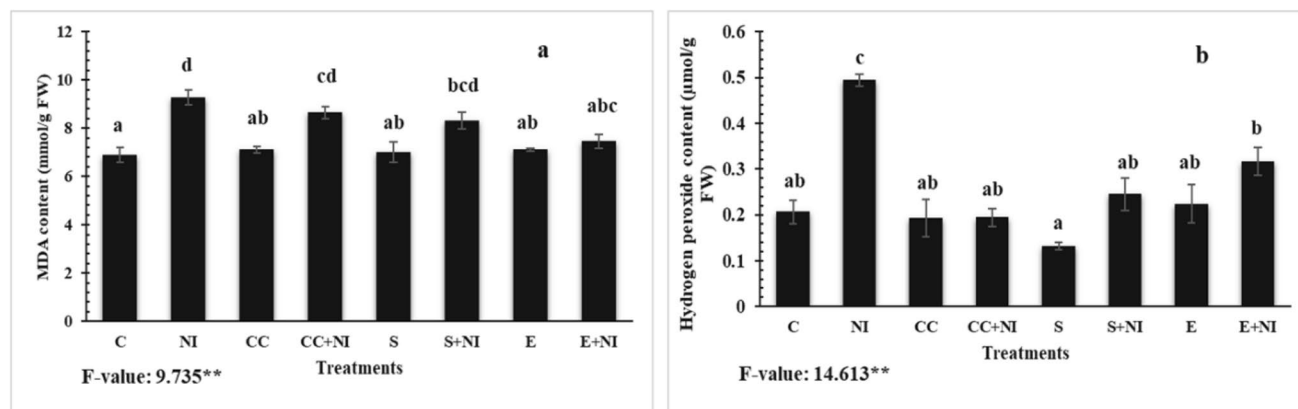 12
10
8
6
4
2
0
MDA content (mmol/g FW)
a
a
d
ab
cd
ab
bcd
ab
abc
C NI CC CC+NI S S+NI E E+NI
Treatments
F-value: 9.735**
0.6
0.5
0.4
0.3
0.2
0.1
0
Hydrogen peroxide content (µmol/g
FW)
b
ab
c
ab
ab
a
ab
ab
b
C NI CC CC+NI S S+NI E E+NI
Treatments
F-value: 14.613**